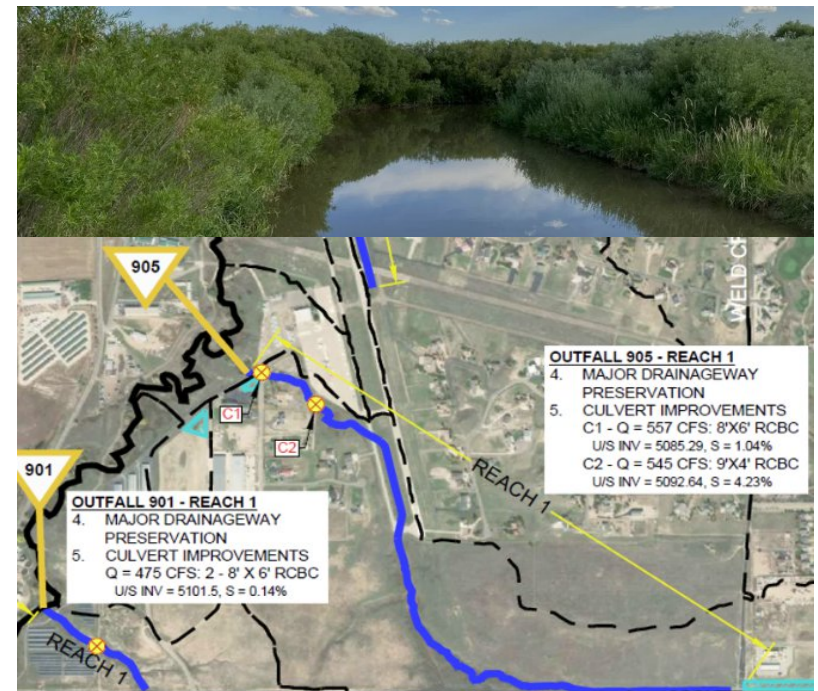 905
WELD CR
OUTFALL 905 - REACH 1
4. MAJOR DRAINAGEWAY
PRESERVATION
5. CULVERT IMPROVEMENTS
C1 - Q = 557 CFS: 8'X6' RCBC
U/S INV = 5085.29, S = 1.04%
C2 - Q = 545 CFS: 9'X4' RCBC
U/S INV = 5092.64, S = 4.23%
C1
C2
REACH 1
901
OUTFALL 901 - REACH 1
4. MAJOR DRAINAGEWAY
PRESERVATION
5. CULVERT IMPROVEMENTS
Q = 475 CFS: 2 - 8' X 6' RCBC
U/S INV = 5101.5, S = 0.14%
REACH 1